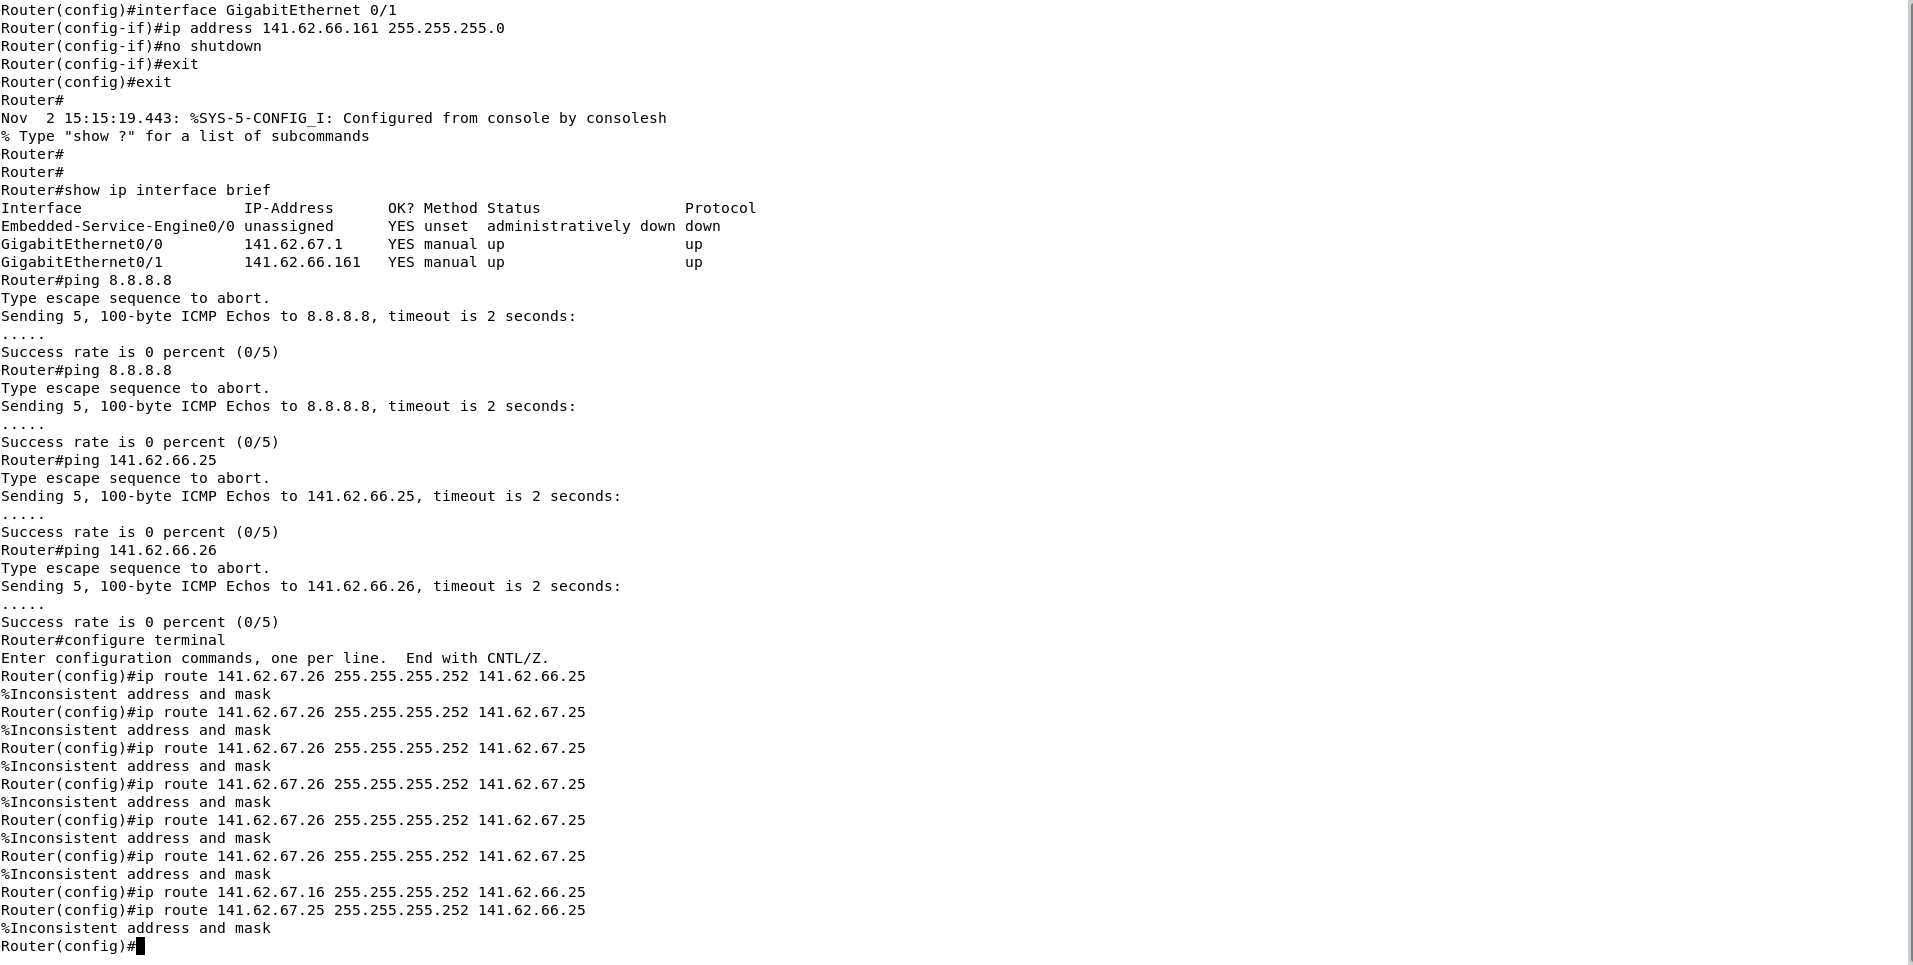 Router(config)#interface GigabitEthernet 0/1
Router(config-if)#ip address 141.62.66.161 255.255.255.0
Router(config-if)#no shutdown
Router(config-if)#exit
Router(config)#exit
Router#
Nov  2 15:15:19.443: %SYS-5-CONFIG_I: Configured from console by consolesh
% Type "show ?" for a list of subcommands
Router#
Router#
Router#show ip interface brief
Interface                  IP-Address      OK? Method Status                Protocol
Embedded-Service-Engine0/0 unassigned      YES unset  administratively down down
GigabitEthernet0/0         141.62.67.1     YES manual up                    up
GigabitEthernet0/1         141.62.66.161   YES manual up                    up
Router#ping 8.8.8.8
Type escape sequence to abort.
Sending 5, 100-byte ICMP Echos to 8.8.8.8, timeout is 2 seconds:
.....
Success rate is 0 percent (0/5)
Router#ping 8.8.8.8
Type escape sequence to abort.
Sending 5, 100-byte ICMP Echos to 8.8.8.8, timeout is 2 seconds:
.....
Success rate is 0 percent (0/5)
Router#ping 141.62.66.25
Type escape sequence to abort.
Sending 5, 100-byte ICMP Echos to 141.62.66.25, timeout is 2 seconds:
.....
Success rate is 0 percent (0/5)
Router#ping 141.62.66.26
Type escape sequence to abort.
Sending 5, 100-byte ICMP Echos to 141.62.66.26, timeout is 2 seconds:
.....
Success rate is 0 percent (0/5)
Router#configure terminal
Enter configuration commands, one per line.  End with CNTL/Z.
Router(config)#ip route 141.62.67.26 255.255.255.252 141.62.66.25
%Inconsistent address and mask
Router(config)#ip route 141.62.67.26 255.255.255.252 141.62.67.25
%Inconsistent address and mask
Router(config)#ip route 141.62.67.26 255.255.255.252 141.62.67.25
%Inconsistent address and mask
Router(config)#ip route 141.62.67.26 255.255.255.252 141.62.67.25
%Inconsistent address and mask
Router(config)#ip route 141.62.67.26 255.255.255.252 141.62.67.25
%Inconsistent address and mask
Router(config)#ip route 141.62.67.26 255.255.255.252 141.62.67.25
%Inconsistent address and mask
Router(config)#ip route 141.62.67.16 255.255.255.252 141.62.66.25
Router(config)#ip route 141.62.67.25 255.255.255.252 141.62.66.25
%Inconsistent address and mask
Router(config)#